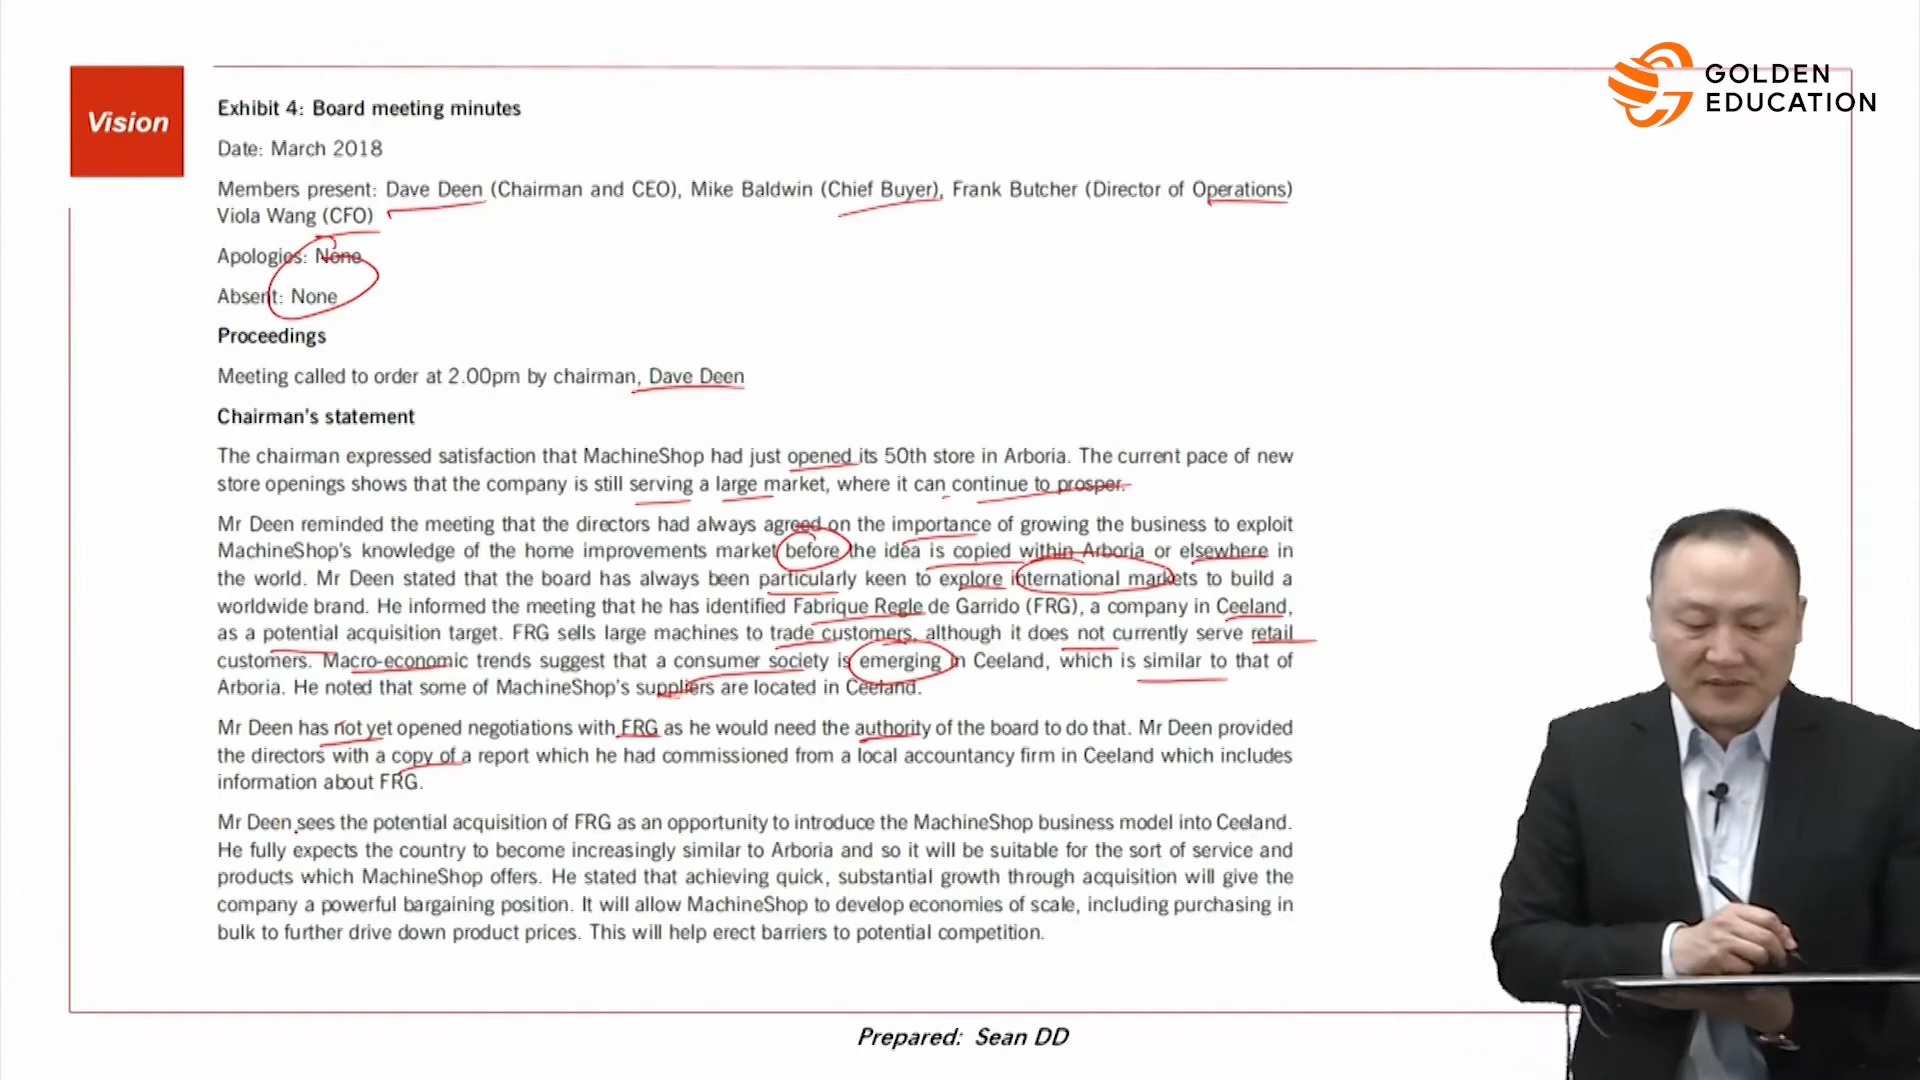 GOLDEN
EDUCATION
Vision
Exhibit 4: Board meeting minutes
Date: March 2018
Members present: Dave Deen (Chairman and CEO), Mike Baldwin (Chief Buyer), Frank Butcher (Director of Operations)
Viola Wang (CFO)
Apologies: None
Absent: None
Proceedings
Meeting called to order at 2.00pm by chairman, Dave Deen
Chairman's statement
The chairman expressed satisfaction that MachineShop had just opened its 50th store in Arboria. The current pace of new
store openings shows that the company is still serving a large market, where it can continue to prosper.
Mr Deen reminded the meeting that the directors had always agreed on the importance of growing the business to exploit
MachineShop's knowledge of the home improvements market before the idea is copied within Arboria or elsewhere in
the world. Mr Deen stated that the board has always been particularly keen to explore international markets to build a
worldwide brand. He informed the meeting that he has identified Fabrique Regle de Garrido (FRG), a company in Ceeland,
as a potential acquisition target. FRG sells large machines to trade customers, although it does not currently serve retail
customers. Macro-economic trends suggest that a consumer society is emerging in Ceeland, which is similar to that of
Arboria. He noted that some of MachineShop's suppliers are located in Ceeland.
Mr Deen has not yet opened negotiations with FRG as he would need the authority of the board to do that. Mr Deen provided
the directors with a copy of a report which he had commissioned from a local accountancy firm in Ceeland which includes
information about FRG.
Mr Deen sees the potential acquisition of FRG as an opportunity to introduce the MachineShop business model into Ceeland.
He fully expects the country to become increasingly similar to Arboria and so it will be suitable for the sort of service and
products which MachineShop offers. He stated that achieving quick, substantial growth through acquisition will give the
company a powerful bargaining position. It will allow MachineShop to develop economies of scale, including purchasing in
bulk to further drive down product prices. This will help erect barriers to potential competition.
Prepared: Sean DD